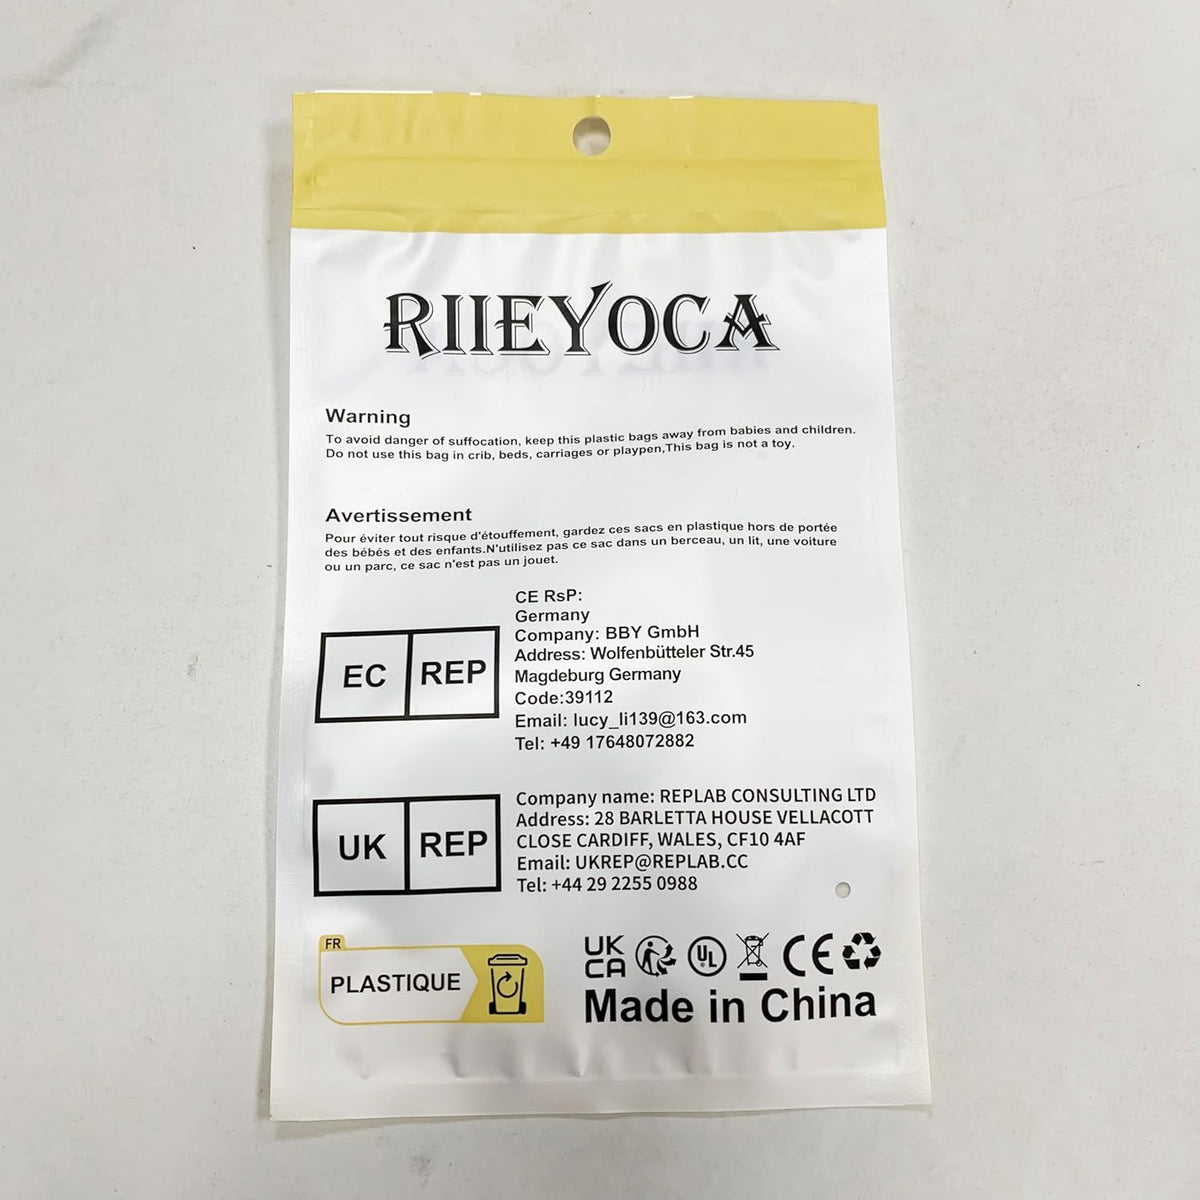 RIIEYOCA
Warning
To avoid danger of suffocation, keep this plastic bags away from babies and children.
Do not use this bag in crib, beds, carriages or playpen,This bag is not a toy.
Avertissement
Pour éviter tout risque d'étouffement, gardez ces sacs en plastique hors de portée
des bébés et des enfants.N'utilisez pas ce sac dans un berceau, un lit, une voiture
ou un parc, ce sac n'est pas un jouet.
EC REP
CE RsP:
Germany
Company: BBY GmbH
Address: Wolfenbütteler Str.45
Magdeburg Germany
Code:39112
Email: lucy_li139@163.com
Tel: +49 17648072882
UK REP
Company name: REPLAB CONSULTING LTD
Address: 28 BARLETTA HOUSE VELLACOTT
CLOSE CARDIFF, WALES, CF10 4AF
Email: UKREP@REPLAB.CC
Tel: +44 29 2255 0988
FR
PLASTIQUE
UK
CA
UL
CE
Made in China